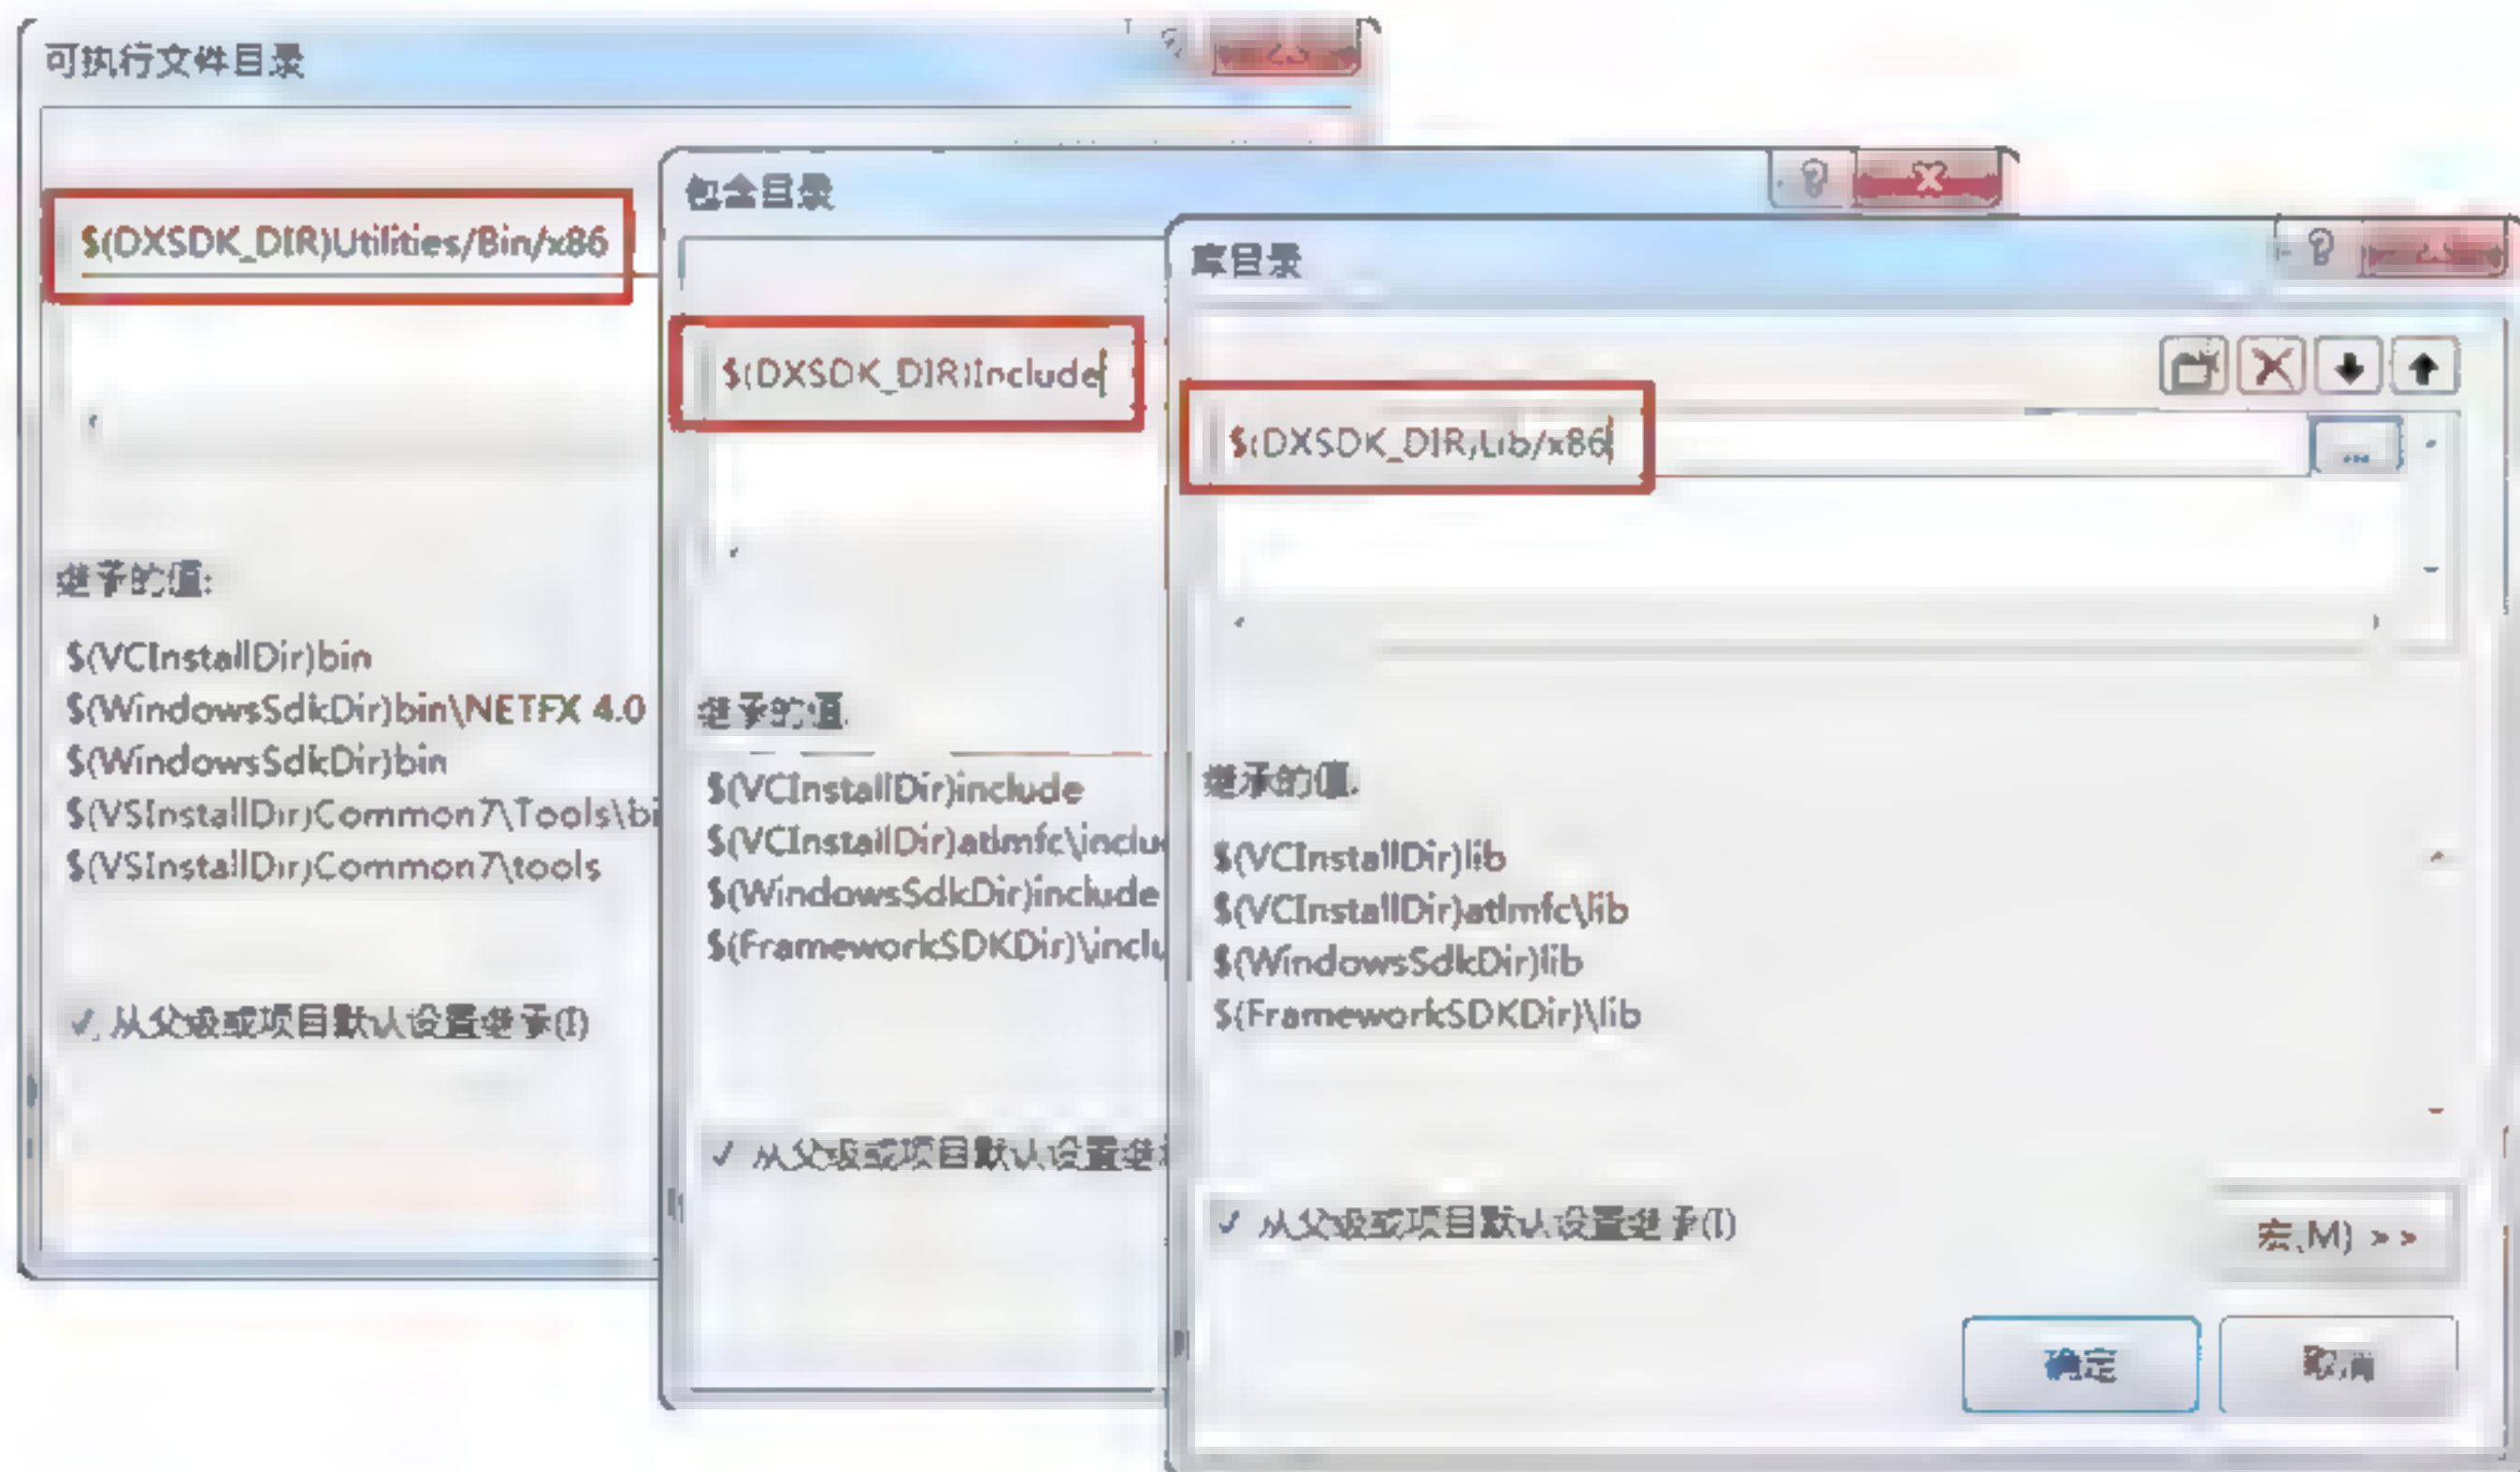 可执行文件目录
$(DXSDK_DIR)Utilities/Bin/x86
继承的值:
$(VCInstallDir)bin
$(WindowsSdkDir)bin\NETFX 4.0
$(WindowsSdkDir)bin
$(VSInstallDir)Common7\Tools\bi
$(VSInstallDir)Common7\tools
从父级或项目默认设置继承(I)
包含目录
$(DXSDK_DIR)Include
继承的值
$(VCInstallDir)include
$(VCInstallDir)atlmfc\inclu
$(WindowsSdkDir)include
$(FrameworkSDKDir)\inclu
从父级或项目默认设置继
库目录
$(DXSDK_DIR)Lib/x86
...
继承的值
$(VCInstallDir)lib
$(VCInstallDir)atlmfc\lib
$(WindowsSdkDir)lib
$(FrameworkSDKDir)\lib
从父级或项目默认设置继承(I)
宏(M) >>
确定
取消